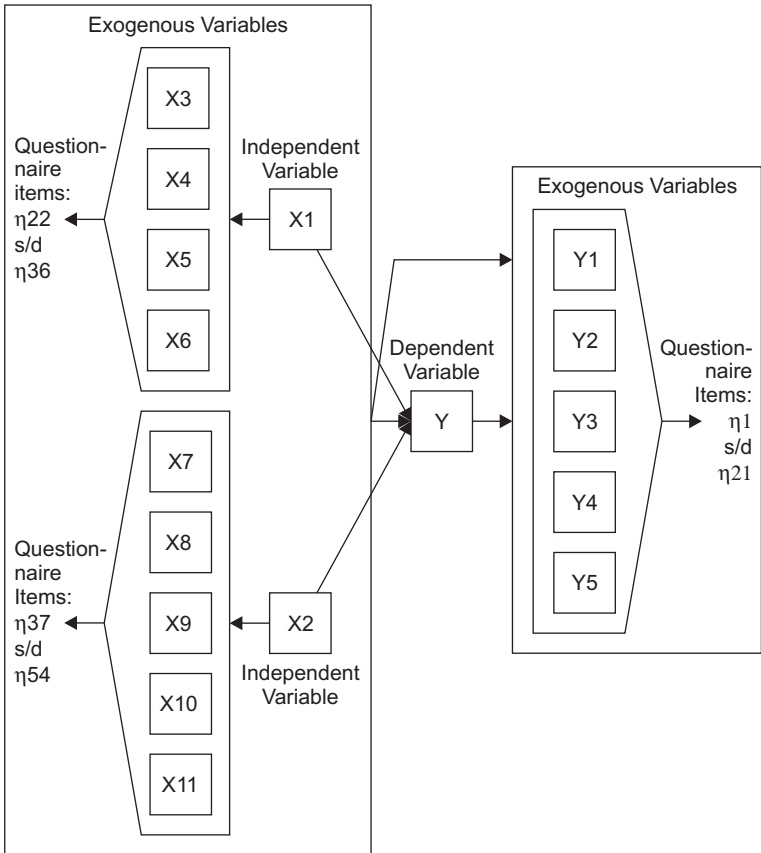 Exogenous Variables
X3
X4
X5
X6
Question-
naire
items:
η22
s/d
η36
Independent
Variable
X1
X7
X8
X9
X10
X11
Question-
naire
Items:
η37
s/d
η54
X2
Independent
Variable
Dependent
Variable
Y
Exogenous Variables
Y1
Y2
Y3
Y4
Y5
Question-
naire
Items:
η1
s/d
η21